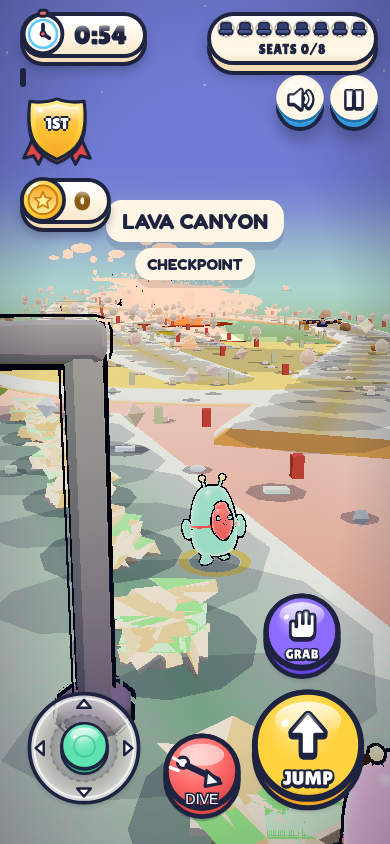 0:54
SEATS 0/8
1ST
0
LAVA CANYON
CHECKPOINT
GRAB
JUMP
DIVE